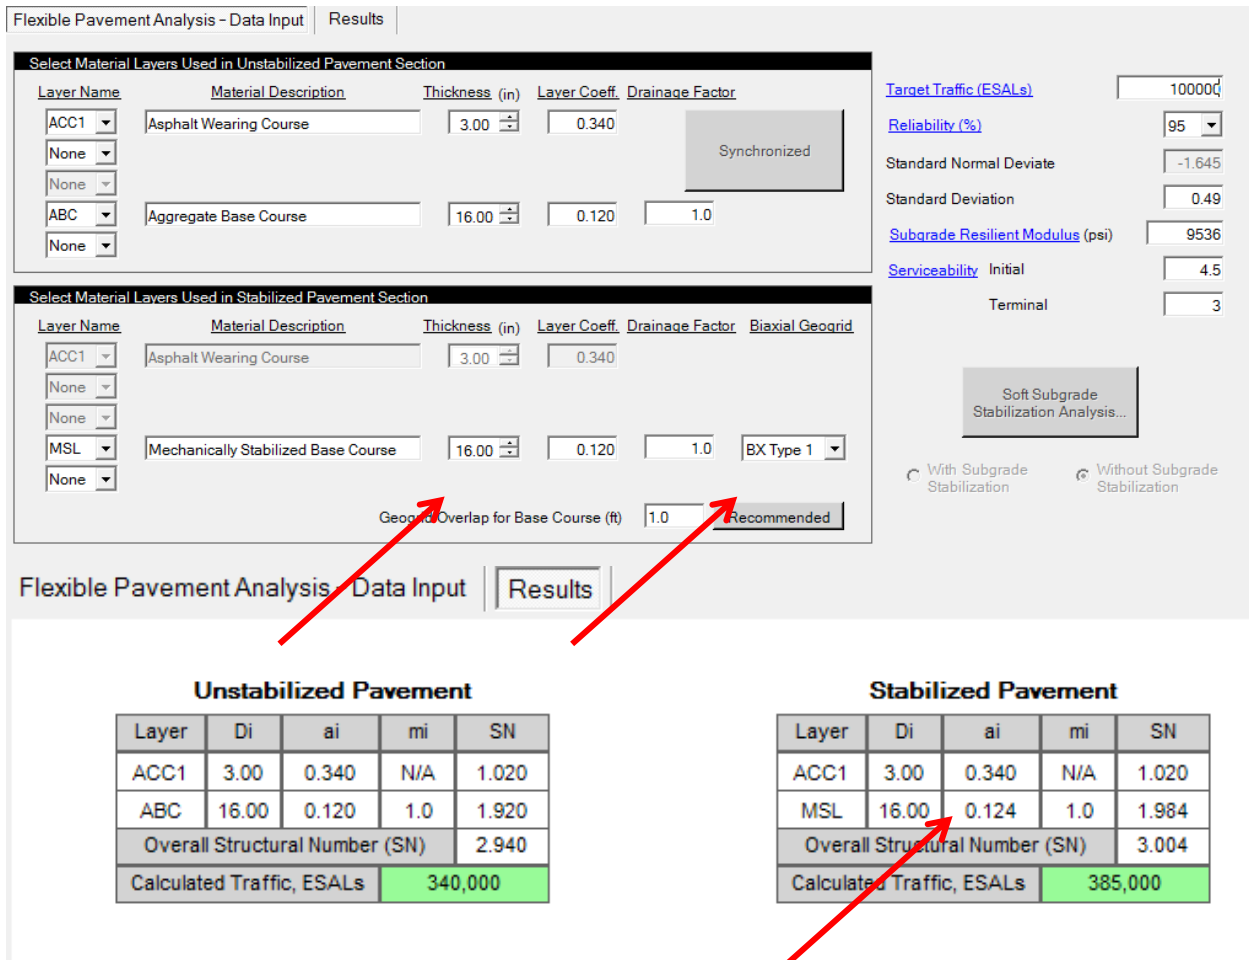 Flexible Pavement Analysis - Data Input Results
Select Material Layers Used in Unstabilized Pavement Section
Layer Name Material Description Thickness (in) Layer Coeff. Drainage Factor
ACC1 Asphalt Wearing Course 3.00 0.340
None
Synchronized
None
ABC Aggregate Base Course 16.00 0.120 1.0
None
Target Traffic (ESALs) 100000
Reliability (%) 95
Standard Normal Deviate -1.645
Standard Deviation 0.49
Subgrade Resilient Modulus (psi) 9536
Serviceability Initial 4.5
Terminal 3
Select Material Layers Used in Stabilized Pavement Section
Layer Name Material Description Thickness (in) Layer Coeff. Drainage Factor Biaxial Geogrid
ACC1 Asphalt Wearing Course 3.00 0.340
None
None
MSL Mechanically Stabilized Base Course 16.00 0.120 1.0 BX Type 1
None
Geogrid Overlap for Base Course (ft) 1.0 Recommended
Soft Subgrade
Stabilization Analysis...
With Subgrade
Stabilization
Without Subgrade
Stabilization
Flexible Pavement Analysis - Data Input Results
Unstabilized Pavement
Layer Di ai mi SN
ACC1 3.00 0.340 N/A 1.020
ABC 16.00 0.120 1.0 1.920
Overall Structural Number (SN) 2.940
Calculated Traffic, ESALs 340,000
Stabilized Pavement
Layer Di ai mi SN
ACC1 3.00 0.340 N/A 1.020
MSL 16.00 0.124 1.0 1.984
Overall Structural Number (SN) 3.004
Calculated Traffic, ESALs 385,000